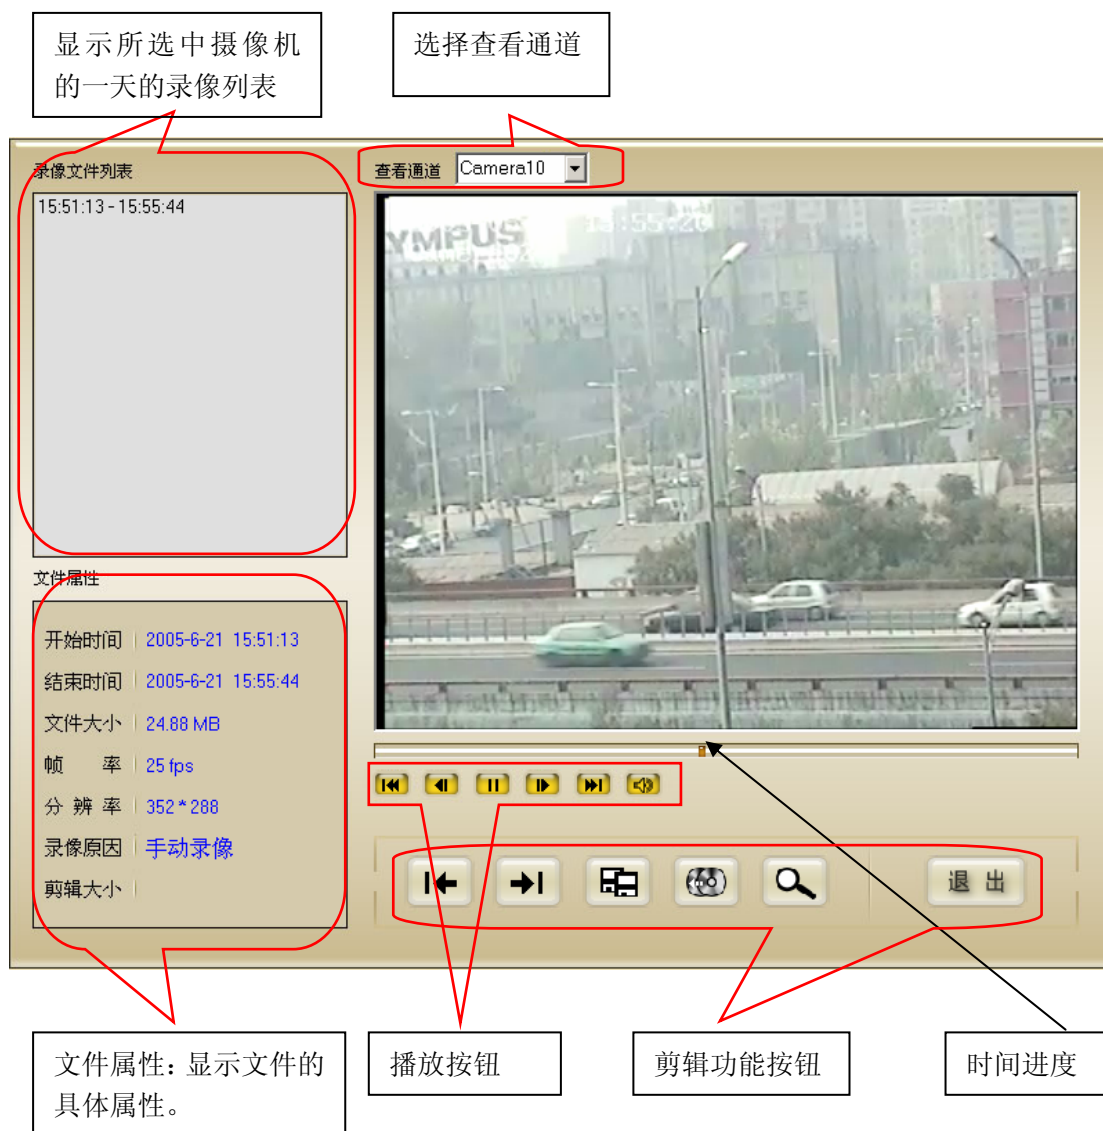 显示所选中摄像机
的一天的录像列表
选择查看通道
录像文件列表
查看通道 Camera10
15:51:13 - 15:55:44
YMPUS
文件属性
开始时间 2005-6-21 15:51:13
结束时间 2005-6-21 15:55:44
文件大小 24.88 MB
帧 率 25 fps
分 辨 率 352 * 288
录像原因 手动录像
剪辑大小
退 出
文件属性：显示文件的
具体属性。
播放按钮
剪辑功能按钮
时间进度